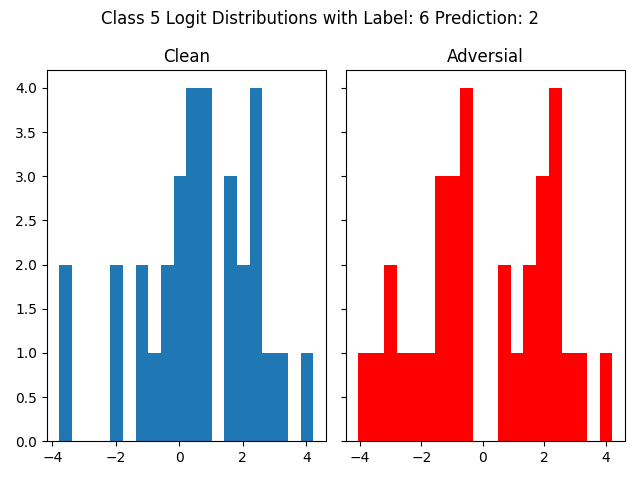 Class 5 Logit Distributions with Label: 6 Prediction: 2
Clean
Adversial
4.0
3.5
3.0
2.5
2.0
1.5
1.0
0.5
0.0
−4 −2 0 2 4
−4 −2 0 2 4